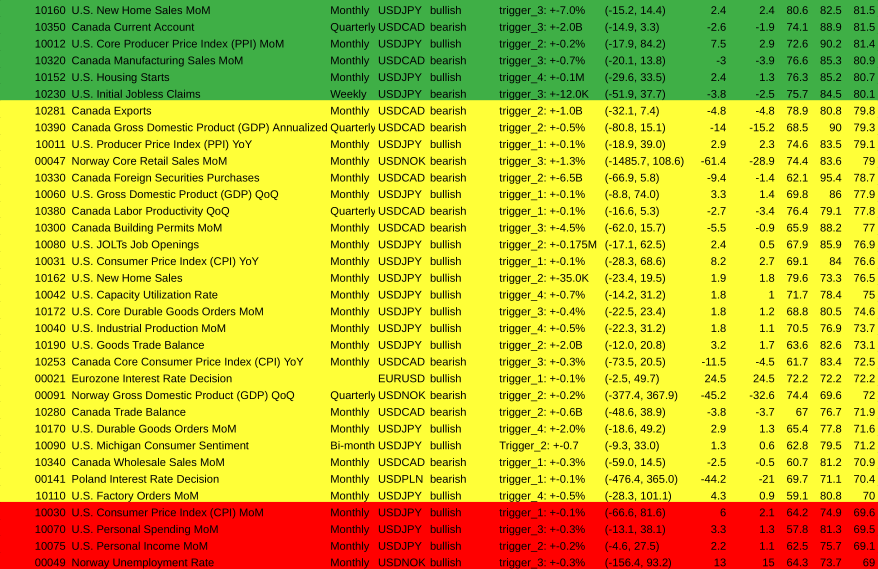 10160 U.S. New Home Sales MoM Monthly USDJPY bullish trigger_3: +-7.0% (-15.2, 14.4) 2.4 2.4 80.6 82.5 81.5
10350 Canada Current Account Quarterly USDCAD bearish trigger_3: +-2.0B (-14.9, 3.3) -2.6 -1.9 74.1 88.9 81.5
10012 U.S. Core Producer Price Index (PPI) MoM Monthly USDJPY bullish trigger_2: +-0.2% (-17.9, 84.2) 7.5 2.9 72.6 90.2 81.4
10320 Canada Manufacturing Sales MoM Monthly USDCAD bearish trigger_3: +-0.7% (-20.1, 13.8) -3 -3.9 76.6 85.3 80.9
10152 U.S. Housing Starts Monthly USDJPY bullish trigger_4: +-0.1M (-29.6, 33.5) 2.4 1.3 76.3 85.2 80.7
10230 U.S. Initial Jobless Claims Weekly USDJPY bearish trigger_3: +-12.0K (-51.9, 37.7) -3.8 -2.5 75.7 84.5 80.1
10281 Canada Exports Monthly USDCAD bearish trigger_2: +-1.0B (-32.1, 7.4) -4.8 -4.8 78.9 80.8 79.8
10390 Canada Gross Domestic Product (GDP) Annualized Quarterly USDCAD bearish trigger_2: +-0.5% (-80.8, 15.1) -14 -15.2 68.5 90 79.3
10011 U.S. Producer Price Index (PPI) YoY Monthly USDJPY bullish trigger_1: +-0.1% (-18.9, 39.0) 2.9 2.3 74.6 83.5 79.1
00047 Norway Core Retail Sales MoM Monthly USDNOK bearish trigger_3: +-1.3% (-1485.7, 108.6) -61.4 -28.9 74.4 83.6 79
10330 Canada Foreign Securities Purchases Monthly USDCAD bearish trigger_2: +-6.5B (-66.9, 5.8) -9.4 -1.4 62.1 95.4 78.7
10060 U.S. Gross Domestic Product (GDP) QoQ Monthly USDJPY bullish trigger_1: +-0.1% (-8.8, 74.0) 3.3 1.4 69.8 86 77.9
10380 Canada Labor Productivity QoQ Quarterly USDCAD bearish trigger_1: +-0.1% (-16.6, 5.3) -2.7 -3.4 76.4 79.1 77.8
10300 Canada Building Permits MoM Monthly USDCAD bearish trigger_3: +-4.5% (-62.0, 15.7) -5.5 -0.9 65.9 88.2 77
10080 U.S. JOLTs Job Openings Monthly USDJPY bullish trigger_2: +-0.175M (-17.1, 62.5) 2.4 0.5 67.9 85.9 76.9
10031 U.S. Consumer Price Index (CPI) YoY Monthly USDJPY bullish trigger_1: +-0.1% (-28.3, 68.6) 8.2 2.7 69.1 84 76.6
10162 U.S. New Home Sales Monthly USDJPY bullish trigger_2: +-35.0K (-23.4, 19.5) 1.9 1.8 79.6 73.3 76.5
10042 U.S. Capacity Utilization Rate Monthly USDJPY bullish trigger_4: +-0.7% (-14.2, 31.2) 1.8 1 71.7 78.4 75
10172 U.S. Core Durable Goods Orders MoM Monthly USDJPY bullish trigger_3: +-0.4% (-22.5, 23.4) 1.8 1.2 68.8 80.5 74.6
10040 U.S. Industrial Production MoM Monthly USDJPY bullish trigger_4: +-0.5% (-22.3, 31.2) 1.8 1.1 70.5 76.9 73.7
10190 U.S. Goods Trade Balance Monthly USDJPY bullish trigger_2: +-2.0B (-12.0, 20.8) 3.2 1.7 63.6 82.6 73.1
10253 Canada Core Consumer Price Index (CPI) YoY Monthly USDCAD bearish trigger_3: +-0.3% (-73.5, 20.5) -11.5 -4.5 61.7 83.4 72.5
00021 Eurozone Interest Rate Decision EURUSD bullish trigger_1: +-0.1% (-2.5, 49.7) 24.5 24.5 72.2 72.2 72.2
00091 Norway Gross Domestic Product (GDP) QoQ Quarterly USDNOK bearish trigger_2: +-0.2% (-377.4, 367.9) -45.2 -32.6 74.4 69.6 72
10280 Canada Trade Balance Monthly USDCAD bearish trigger_2: +-0.6B (-48.6, 38.9) -3.8 -3.7 67 76.7 71.9
10170 U.S. Durable Goods Orders MoM Monthly USDJPY bullish trigger_4: +-2.0% (-18.6, 49.2) 2.9 1.3 65.4 77.8 71.6
10090 U.S. Michigan Consumer Sentiment Bi-month USDJPY bullish Trigger_2: +-0.7 (-9.3, 33.0) 1.3 0.6 62.8 79.5 71.2
10340 Canada Wholesale Sales MoM Monthly USDCAD bearish trigger_1: +-0.3% (-59.0, 14.5) -2.5 -0.5 60.7 81.2 70.9
00141 Poland Interest Rate Decision Monthly USDPLN bearish trigger_1: +-0.1% (-476.4, 365.0) -44.2 -21 69.7 71.1 70.4
10110 U.S. Factory Orders MoM Monthly USDJPY bullish trigger_4: +-0.5% (-28.3, 101.1) 4.3 0.9 59.1 80.8 70
10030 U.S. Consumer Price Index (CPI) MoM Monthly USDJPY bullish trigger_1: +-0.1% (-66.6, 81.6) 6 2.1 64.2 74.9 69.6
10070 U.S. Personal Spending MoM Monthly USDJPY bullish trigger_3: +-0.3% (-13.1, 38.1) 3.3 1.3 57.8 81.3 69.5
10075 U.S. Personal Income MoM Monthly USDJPY bullish trigger_2: +-0.2% (-4.6, 27.5) 2.2 1.1 62.5 75.7 69.1
00049 Norway Unemployment Rate Monthly USDNOK bullish trigger_3: +-0.3% (-156.4, 93.2) 13 15 64.3 73.7 69